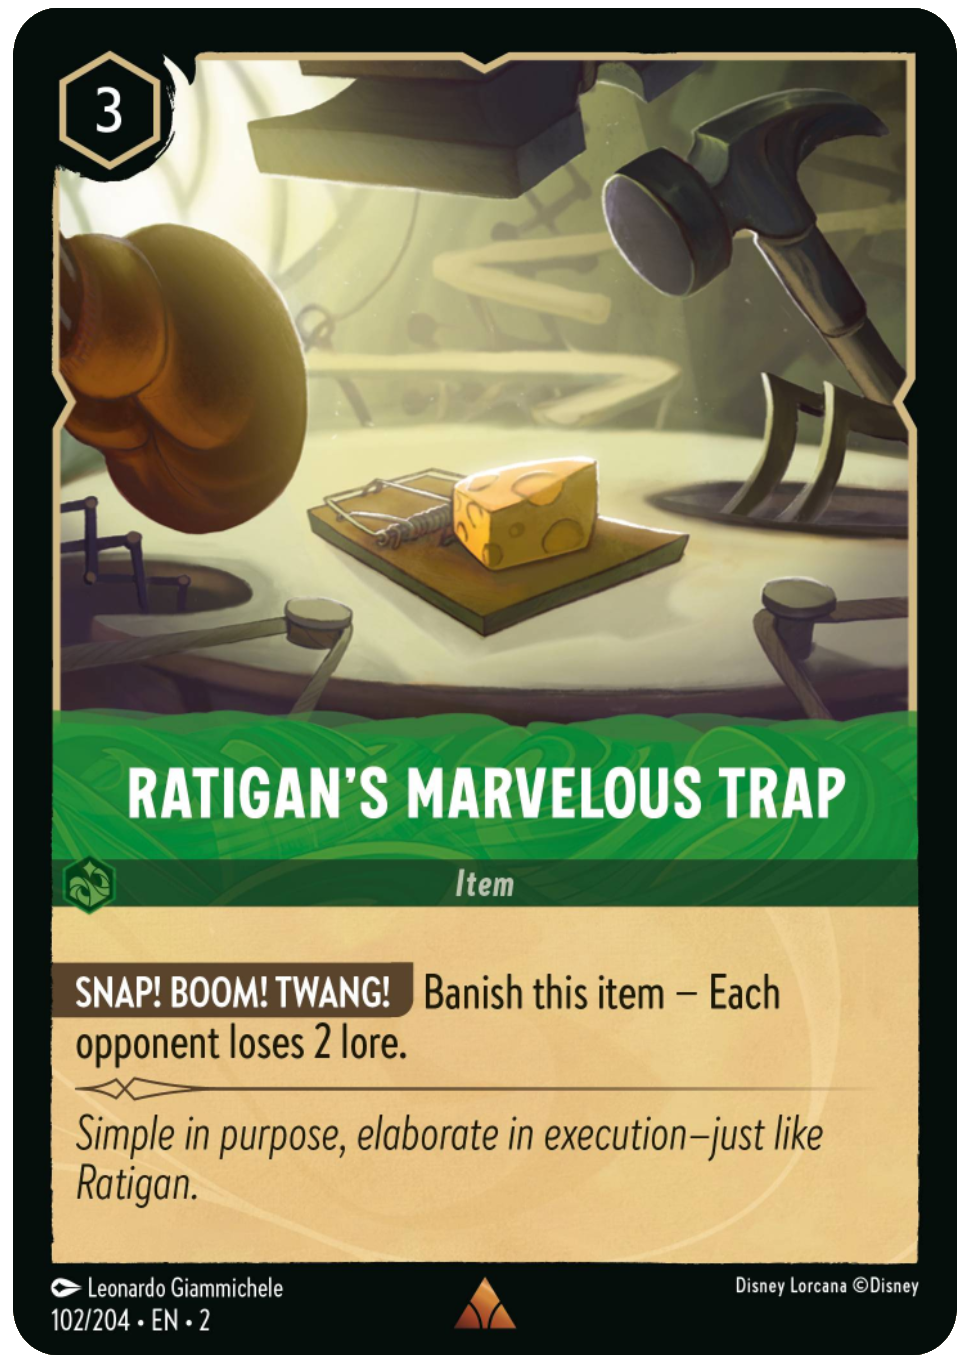 3
RATIGAN'S MARVELOUS TRAP
Item
SNAP! BOOM! TWANG! Banish this item – Each
opponent loses 2 lore.
Simple in purpose, elaborate in execution–just like
Ratigan.
Leonardo Giammichele
Disney Lorcana ©Disney
102/204 • EN • 2